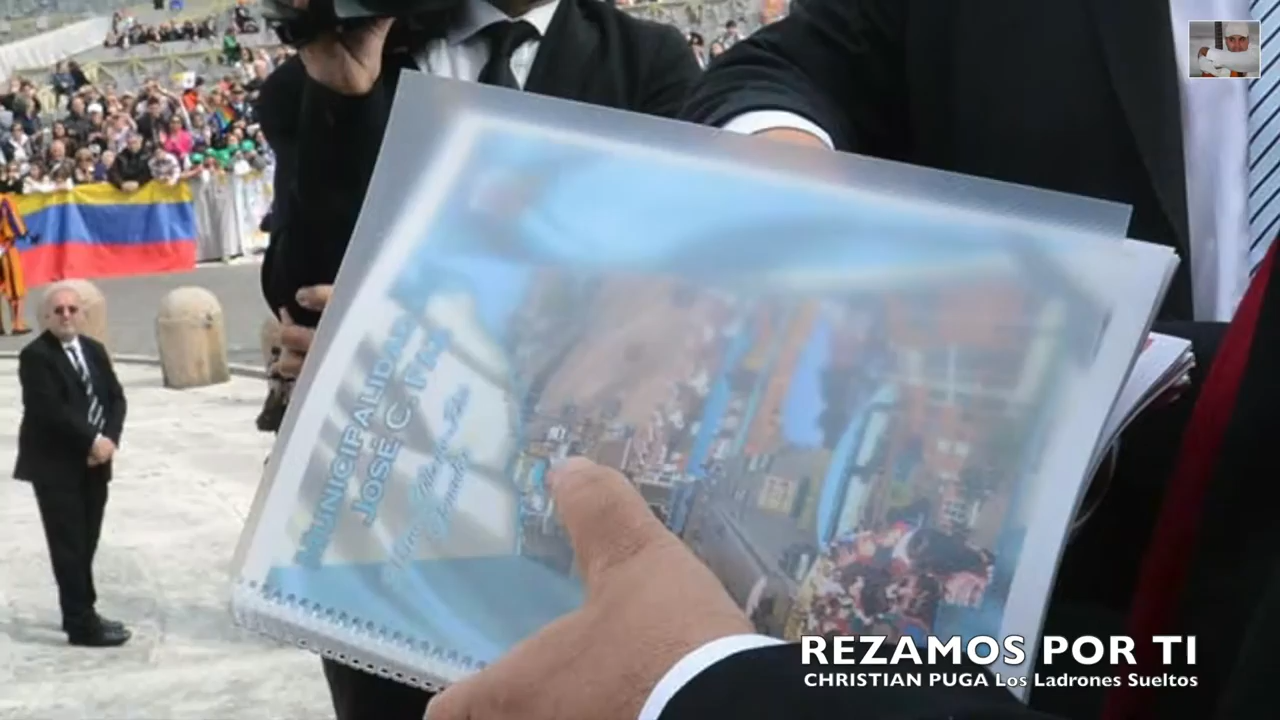 MUNICIPALIDAD
JOSÉ C. PAZ
REZAMOS POR TI
CHRISTIAN PUGA Los Ladrones Sueltos